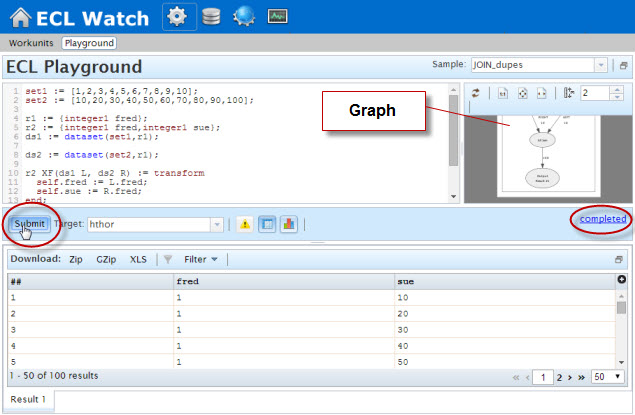 ECL Watch
Workunits Playground
ECL Playground
Sample: JOIN_dupes
1 set1 := [1,2,3,4,5,6,7,8,9,10];
2 set2 := [10,20,30,40,50,60,70,80,90,100];
3
4 r1 := {integer1 fred};
5 r2 := {integer1 fred,integer1 sue};
6 ds1 := dataset(set1,r1);
7
8 ds2 := dataset(set2,r1);
9
10 r2 XF(ds1 L, ds2 R) := transform
11 self.fred := L.fred;
12 self.sue := R.fred;
13 end;
2
Graph
Submit Target: hthor
completed
Download: Zip GZip XLS Filter
## fred sue
1 1 10
2 1 20
3 1 30
4 1 40
5 1 50
1 - 50 of 100 results
« < 1 2 > » 50
Result 1